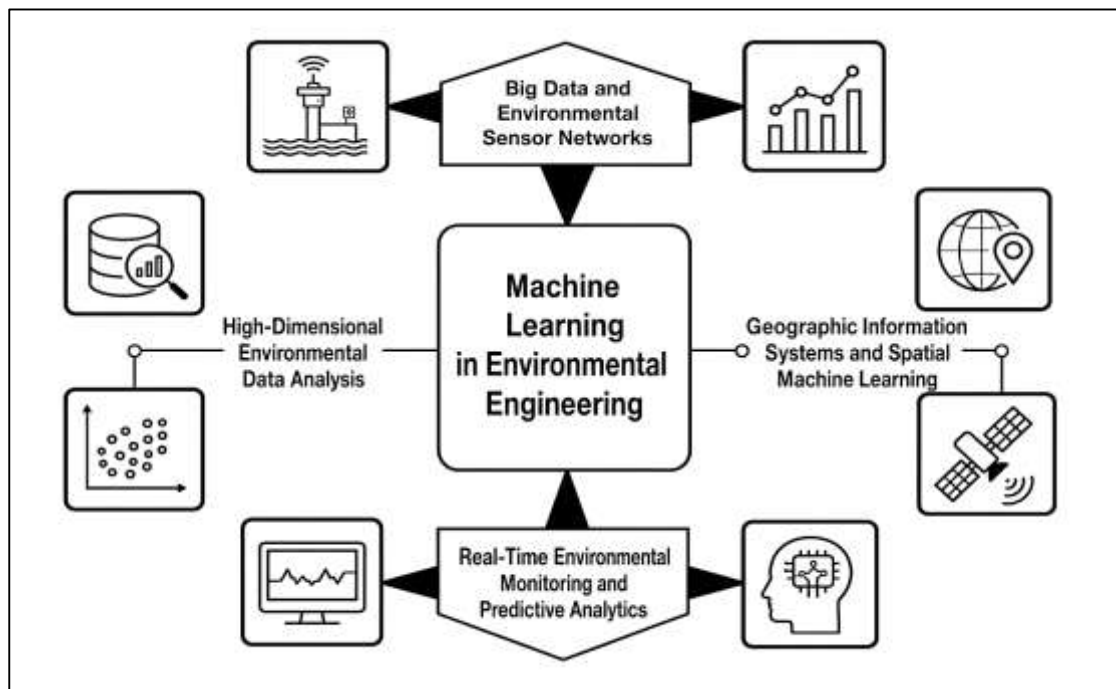 Big Data and
Environmental
Sensor Networks
Machine
Learning
in Environmental
Engineering
High-Dimensional
Environmental
Data Analysis
Geographic Information
Systems and Spatial
Machine Learning
Real-Time Environmental
Monitoring and
Predictive Analytics